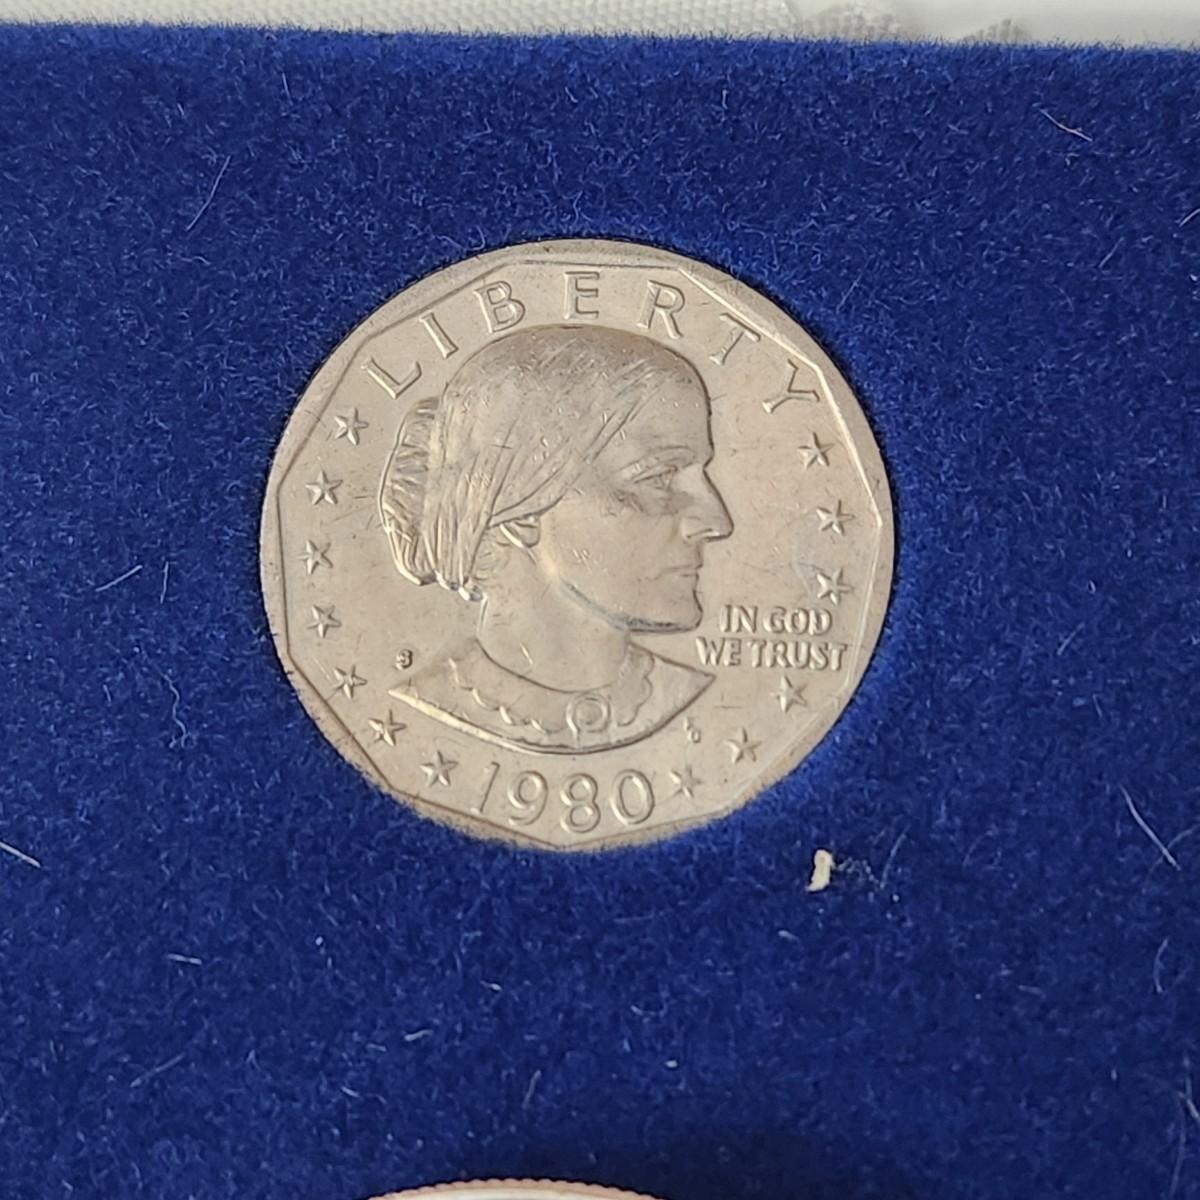 LIBERTY
IN GOD
WE TRUST
S
1980